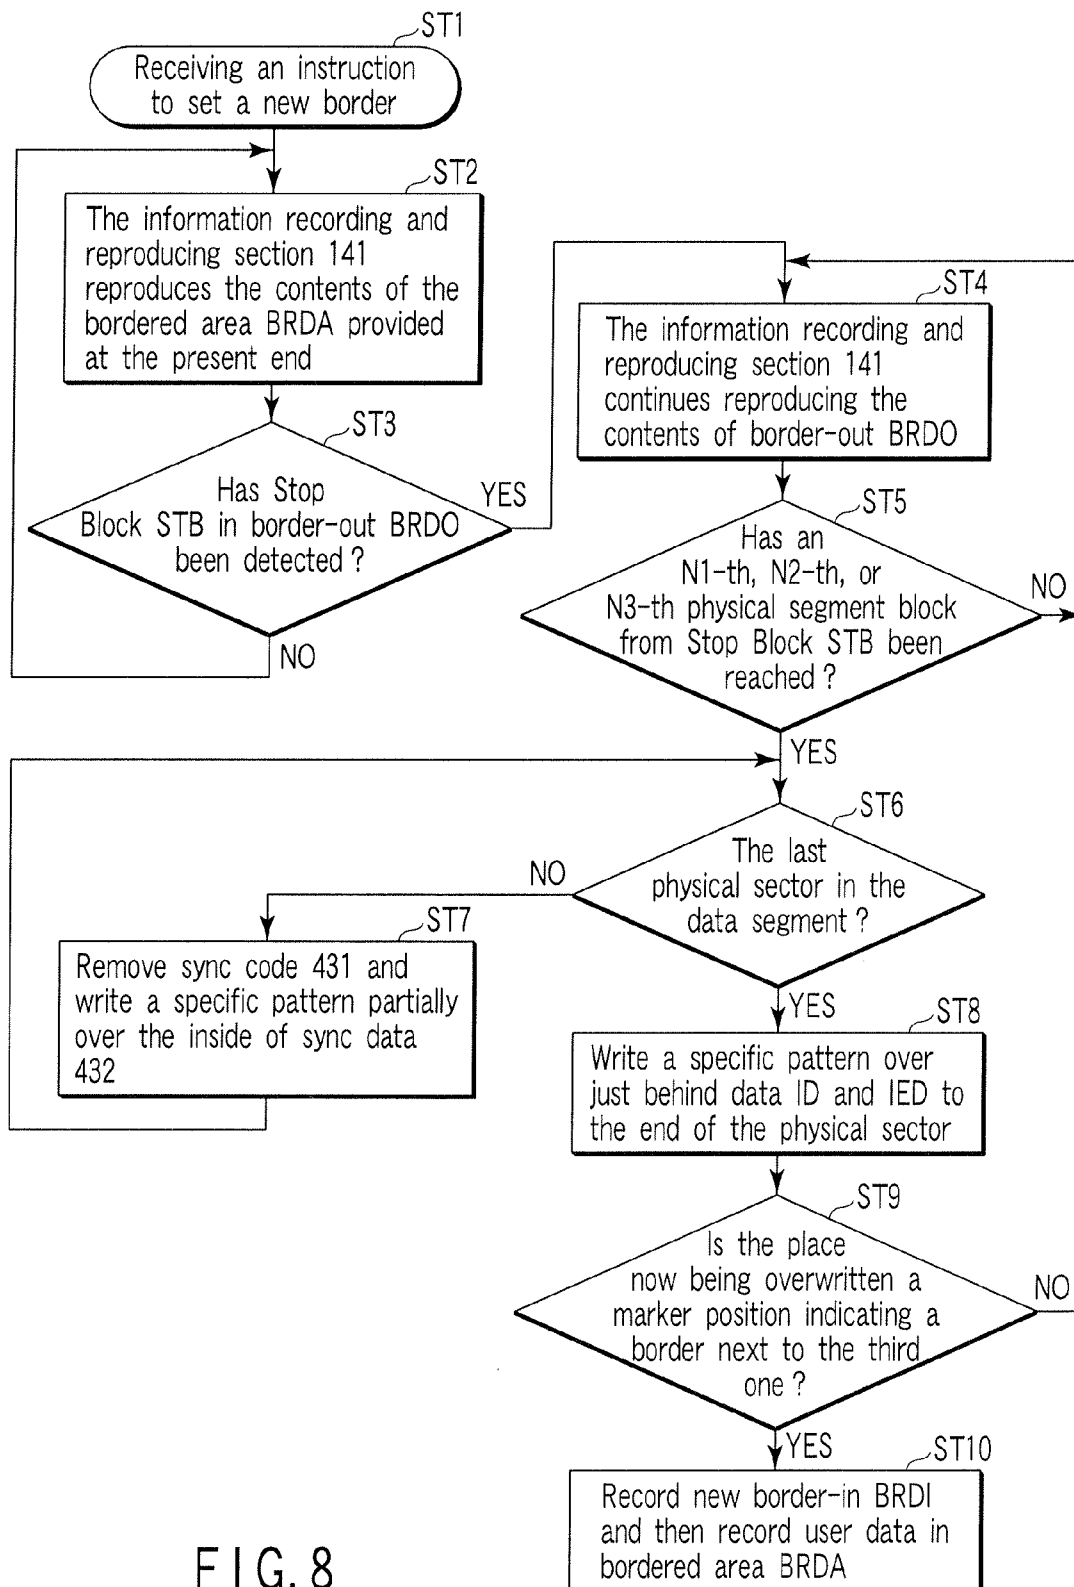 ST1
Receiving an instruction
to set a new border
ST2
The information recording and
reproducing section 141
reproduces the contents of the
bordered area BRDA provided
at the present end
ST3
Has Stop
Block STB in border-out BRDO
been detected ?
YES
NO
ST4
The information recording and
reproducing section 141
continues reproducing the
contents of border-out BRDO
ST5
Has an
N1-th, N2-th, or
N3-th physical segment block
from Stop Block STB been
reached ?
NO
YES
ST6
The last
physical sector in the
data segment ?
NO
YES
ST7
Remove sync code 431 and
write a specific pattern partially
over the inside of sync data
432
ST8
Write a specific pattern over
just behind data ID and IED to
the end of the physical sector
ST9
Is the place
now being overwritten a
marker position indicating a
border next to the third
one ?
NO
YES
ST10
Record new border-in BRDI
and then record user data in
bordered area BRDA
FIG. 8